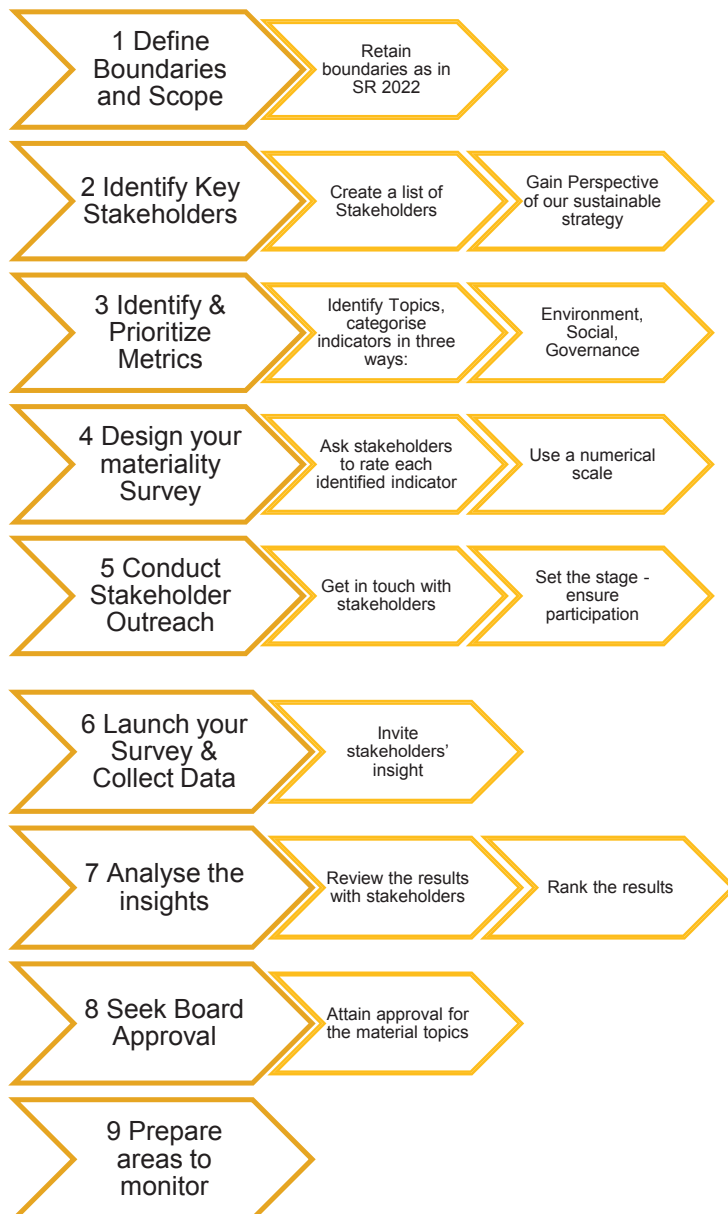 1 Define
Boundaries
and Scope
Retain
boundaries as in
SR 2022
2 Identify Key
Stakeholders
Create a list of
Stakeholders
Gain Perspective
of our sustainable
strategy
3 Identify &
Prioritize
Metrics
Identify Topics,
categorise
indicators in three
ways:
Environment,
Social,
Governance
4 Design your
materiality
Survey
Ask stakeholders
to rate each
identified indicator
Use a numerical
scale
5 Conduct
Stakeholder
Outreach
Get in touch with
stakeholders
Set the stage -
ensure
participation
6 Launch your
Survey &
Collect Data
Invite
stakeholders’
insight
7 Analyse the
insights
Review the results
with stakeholders
Rank the results
8 Seek Board
Approval
Attain approval for
the material topics
9 Prepare
areas to
monitor